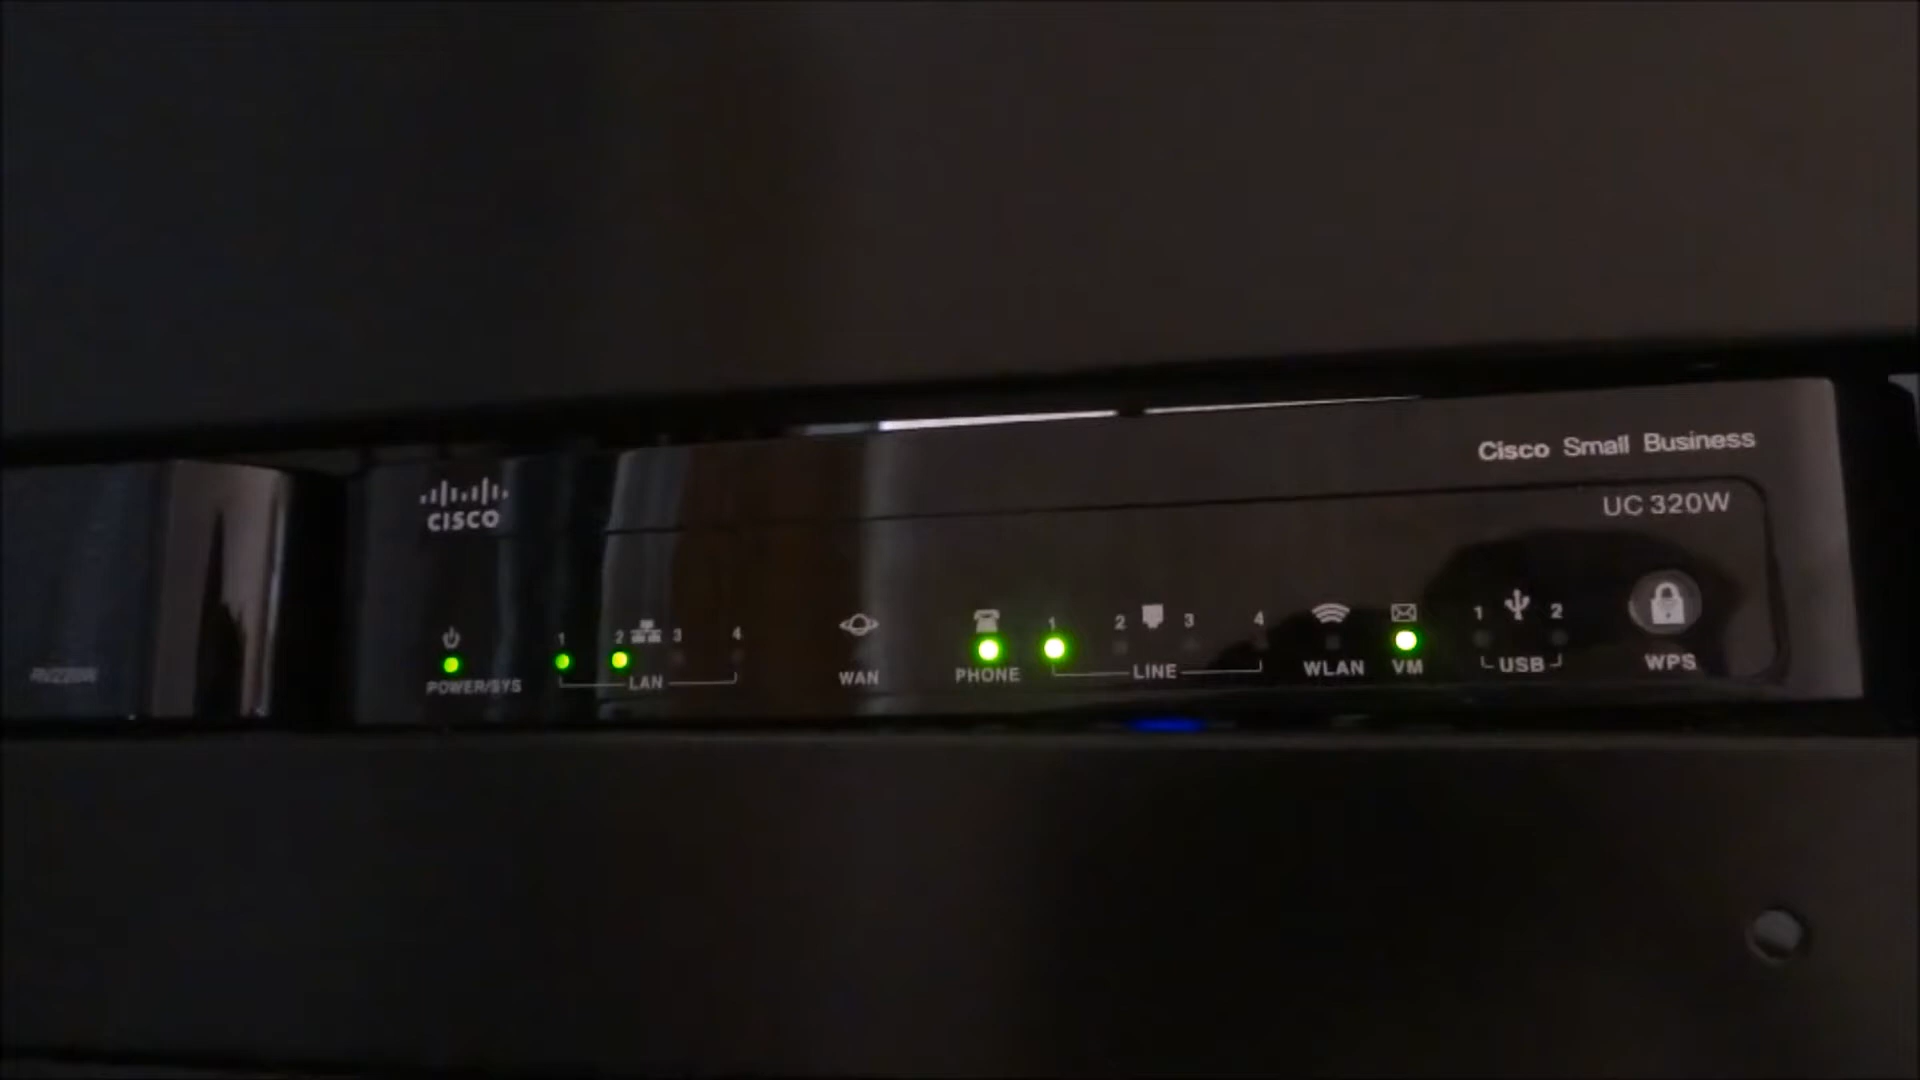 Cisco Small Business
CISCO
UC 320W
1 2 3 4
1 2 3 4
1 2
POWER/SYS
LAN
WAN
PHONE
LINE
WLAN
VM
USB
WPS